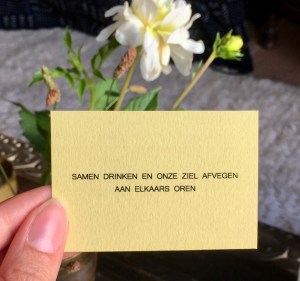 SAMEN DRINKEN EN ONZE ZIEL AFVEGEN
AAN ELKAARS OREN